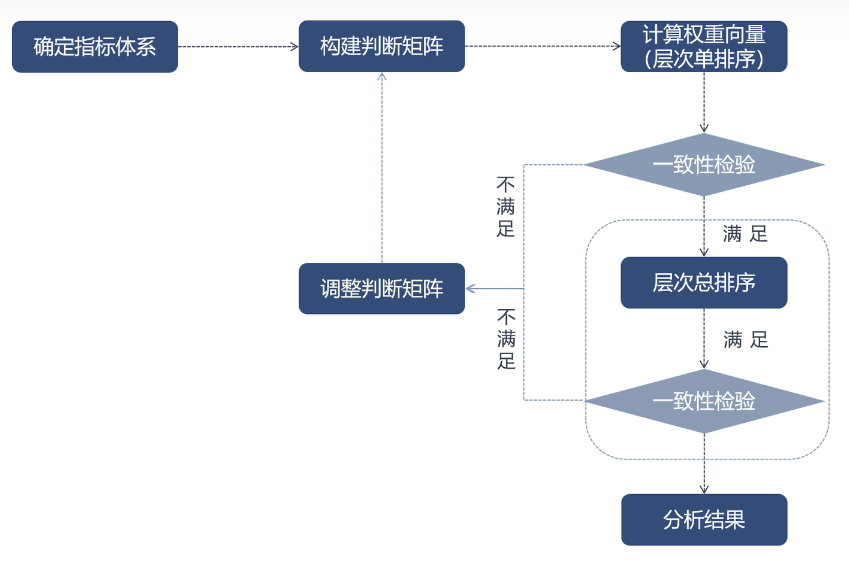 确定指标体系
构建判断矩阵
计算权重向量
（层次单排序）
一致性检验
不满足
满足
层次总排序
调整判断矩阵
不满足
满足
一致性检验
分析结果